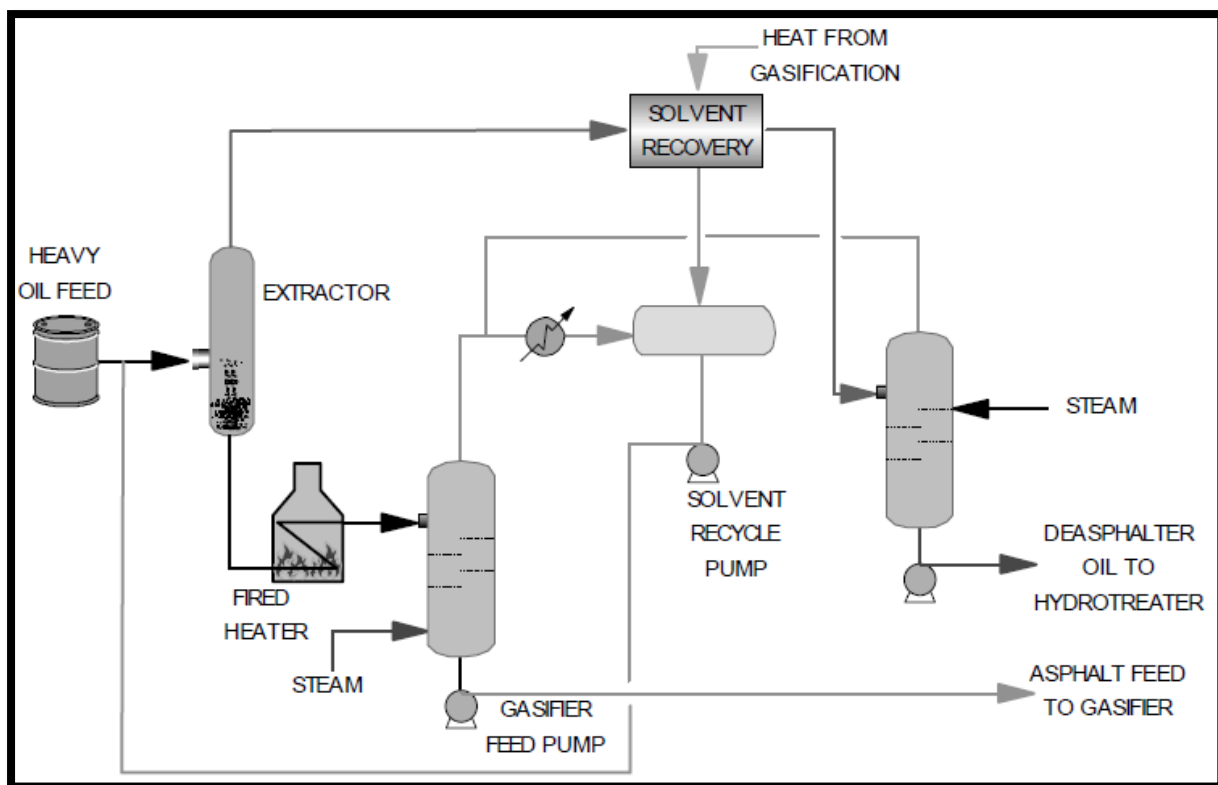 HEAT FROM
GASIFICATION
SOLVENT
RECOVERY
HEAVY
OIL FEED
EXTRACTOR
STEAM
SOLVENT
RECYCLE
PUMP
DEASPHALTER
OIL TO
HYDROTREATER
FIRED
HEATER
STEAM
GASIFIER
FEED PUMP
ASPHALT FEED
TO GASIFIER